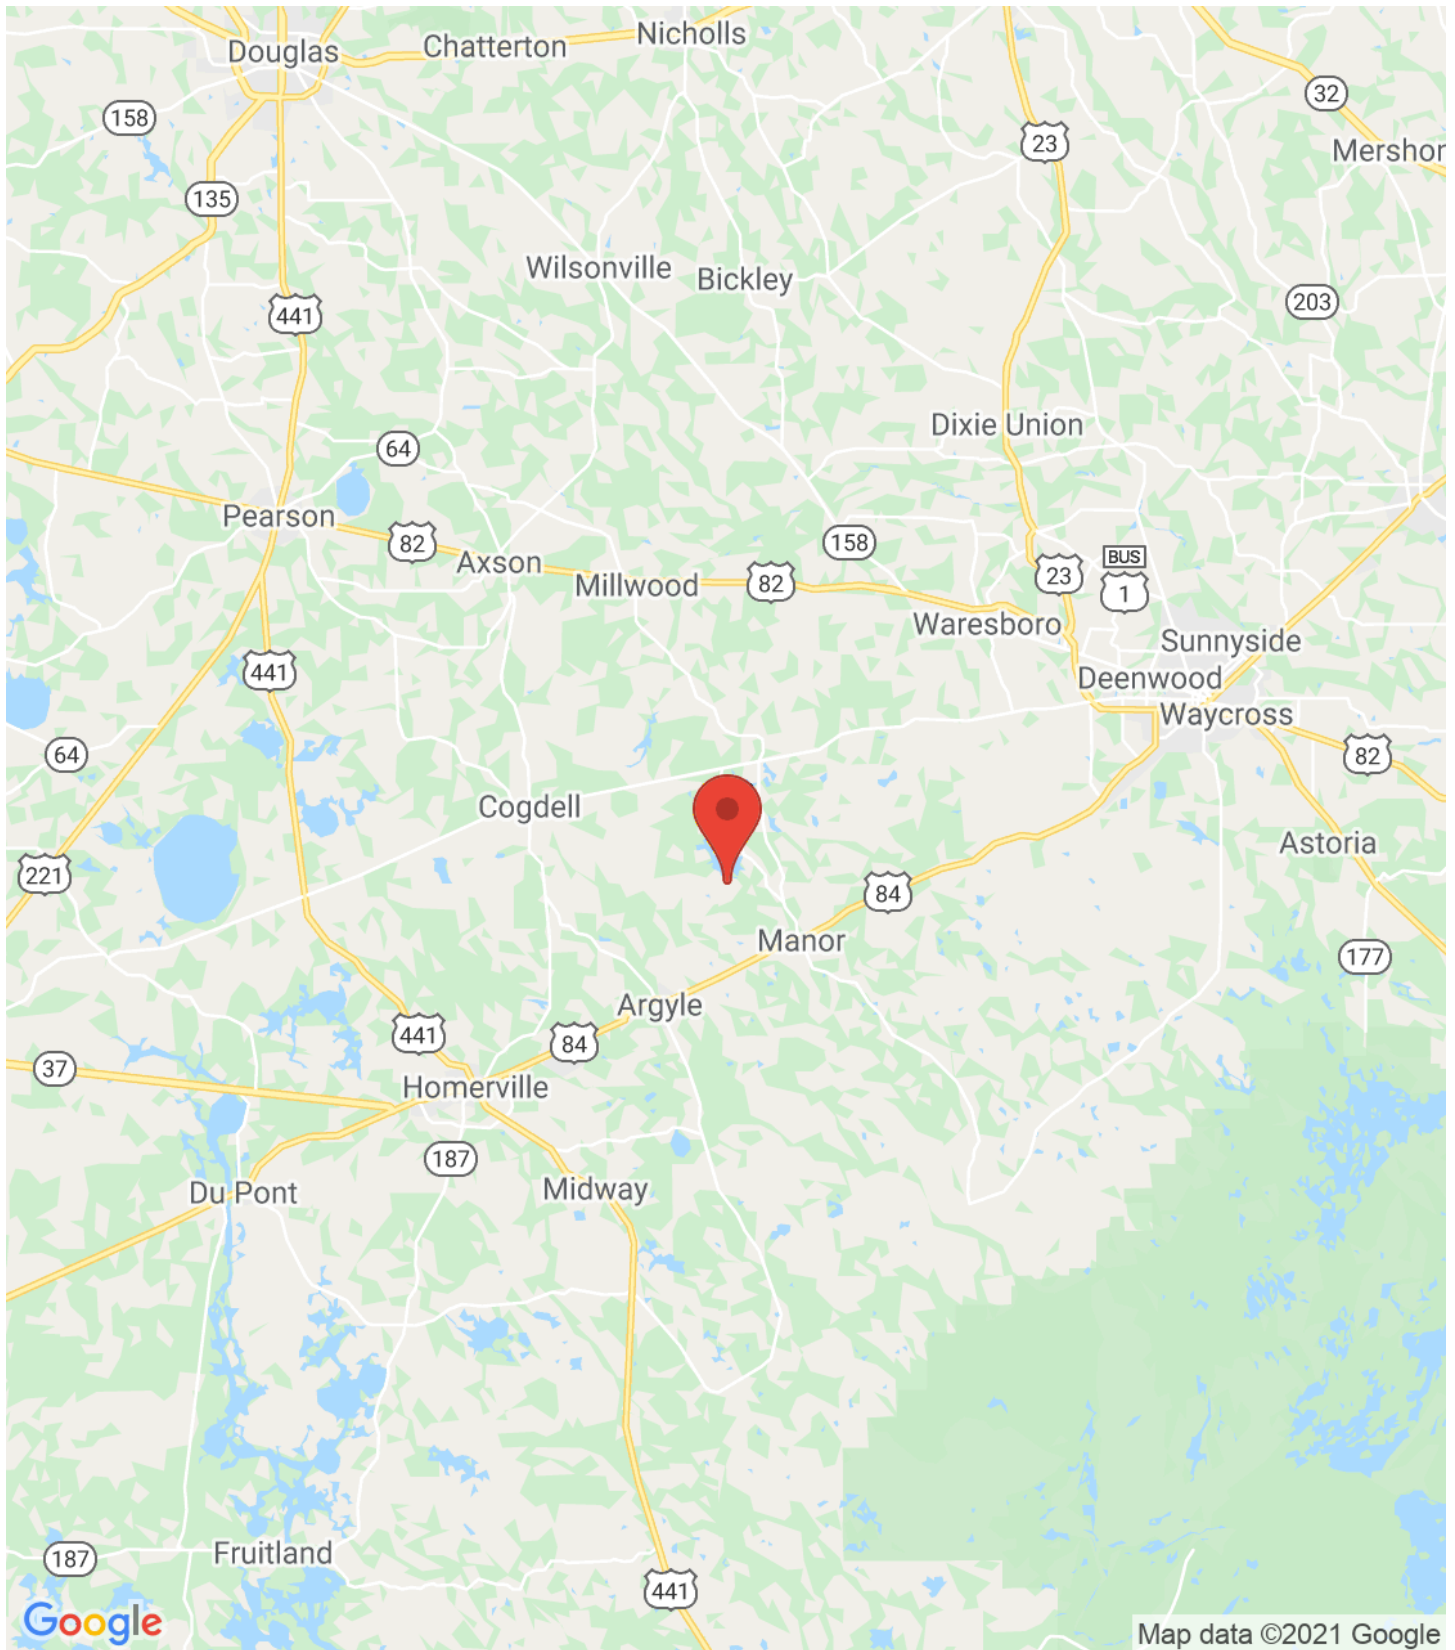 Nicholls
Douglas
Chatterton
32
158
23
Mershor
135
Wilsonville
Bickley
203
441
Dixie Union
64
Pearson
82
158
Axson
BUS
Millwood
82
23
1
Waresboro
Sunnyside
441
Deenwood
Waycross
64
82
Cogdell
Astoria
221
84
Manor
177
Argyle
441
84
37
Homerville
187
Du Pont
Midway
Fruitland
187
441
Google
Map data ©2021 Google